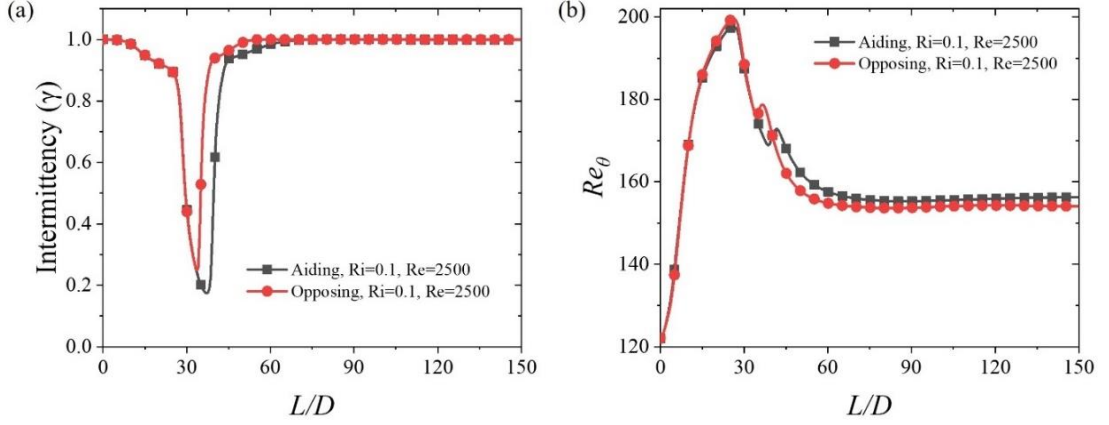 (a)
1.0
0.8
0.6
0.4
0.2
0.0
Intermittency (γ)
Aiding, Ri=0.1, Re=2500
Opposing, Ri=0.1, Re=2500
0 30 60 90 120 150
L/D
(b)
200
180
160
140
120
Reθ
Aiding, Ri=0.1, Re=2500
Opposing, Ri=0.1, Re=2500
0 30 60 90 120 150
L/D